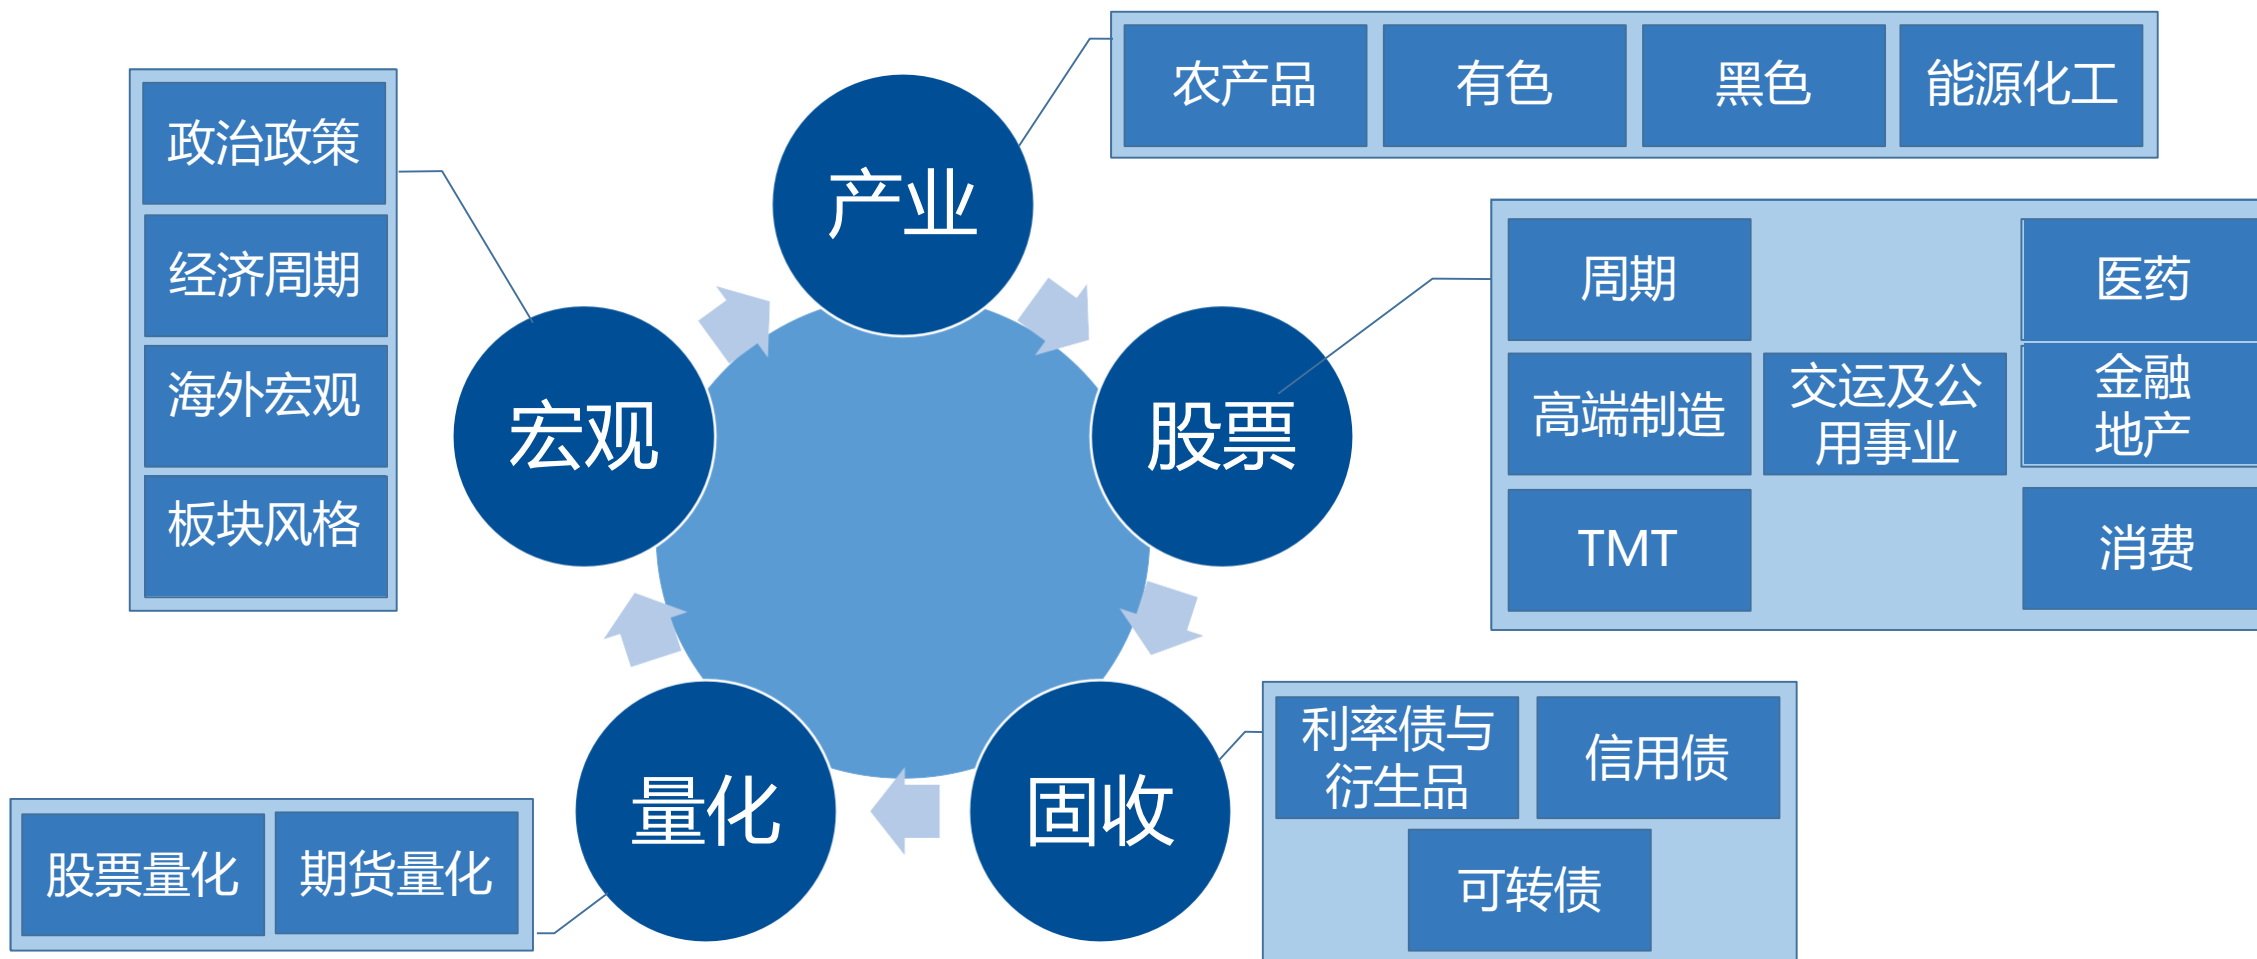 农产品
有色
黑色
能源化工
政治政策
经济周期
海外宏观
板块风格
产业
宏观
股票
周期
医药
高端制造
交运及公
用事业
金融
地产
TMT
消费
量化
固收
利率债与
衍生品
信用债
可转债
股票量化
期货量化